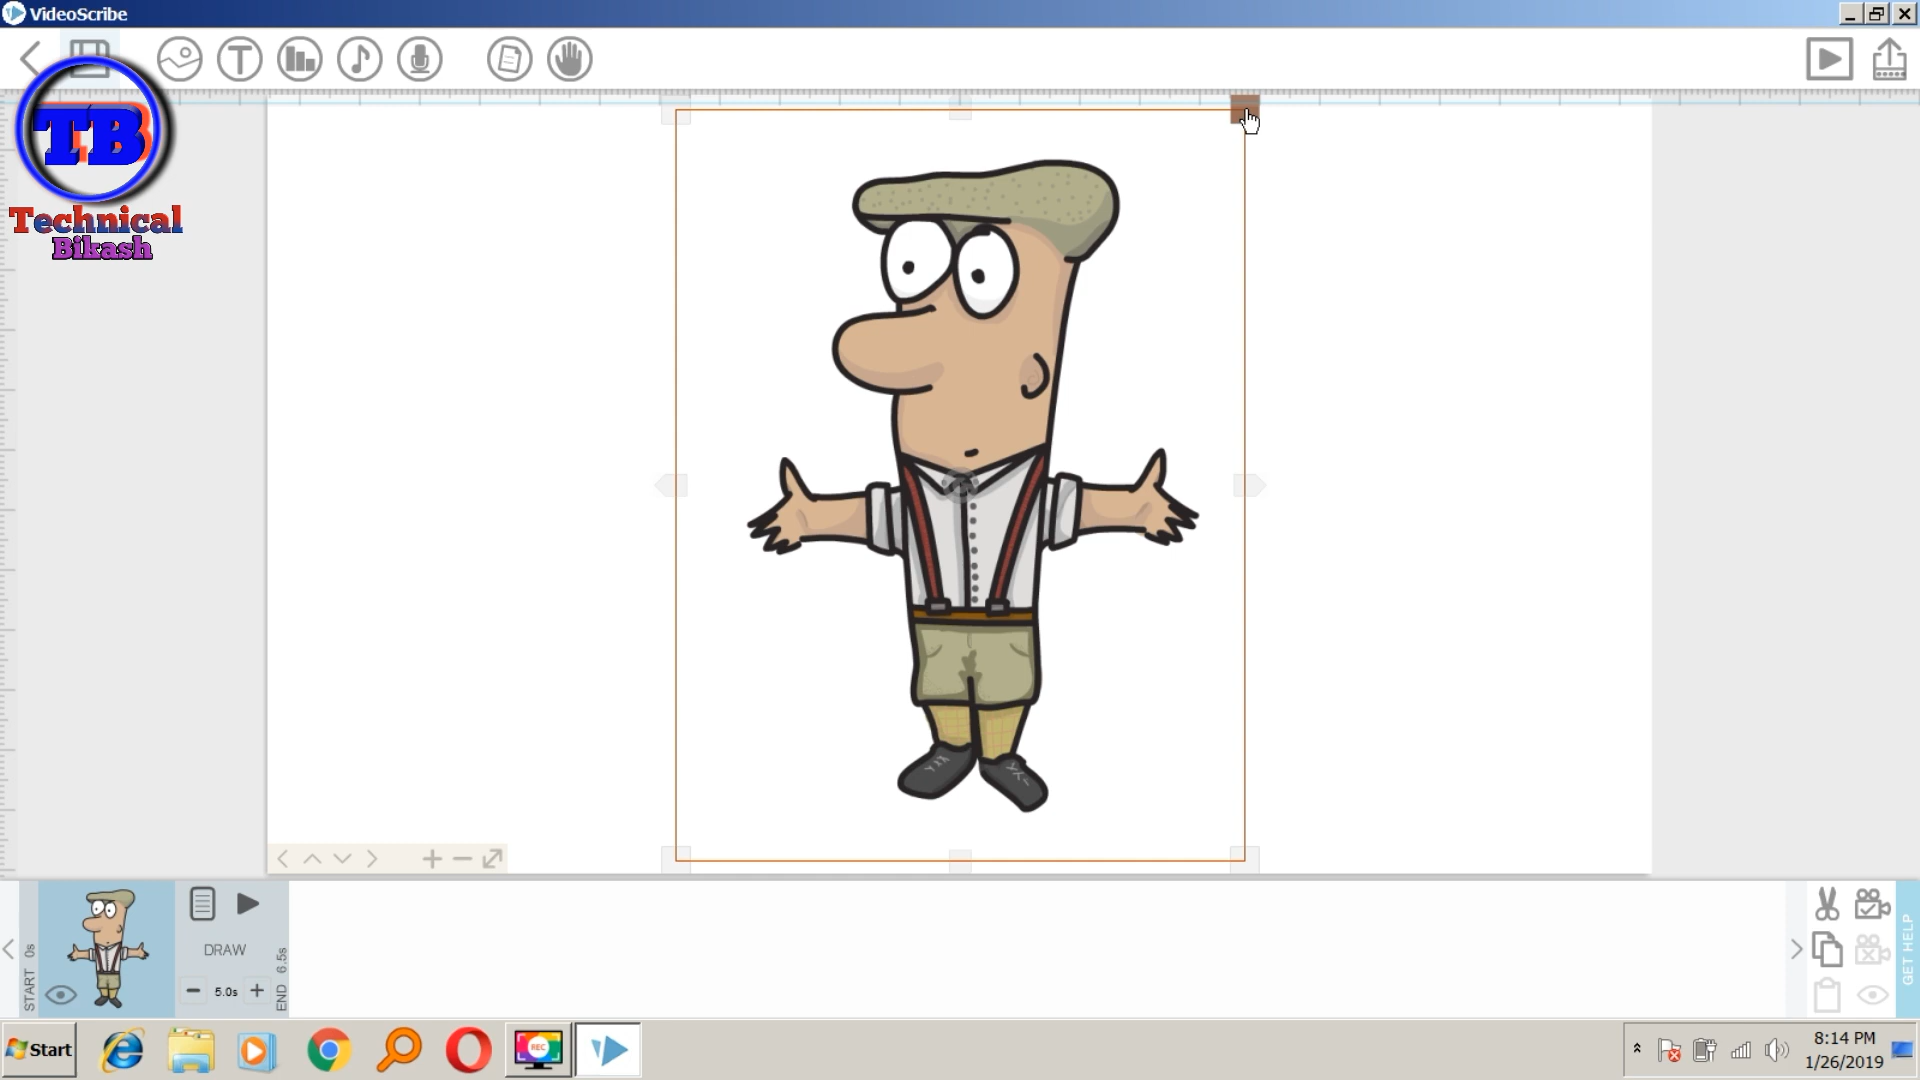 VideoScribe
T
TB
Technical
Bikash
START 0s
DRAW
5.0s
END 6.5s
GET HELP
Start
REC
8:14 PM
1/26/2019